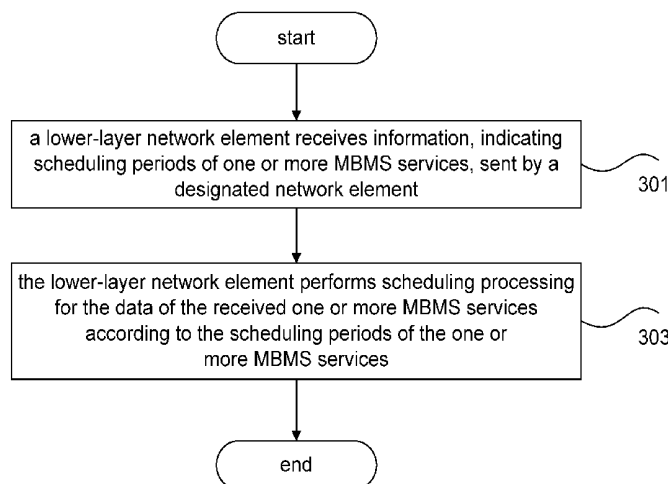 start
a lower-layer network element receives information, indicating
scheduling periods of one or more MBMS services, sent by a
designated network element
301
the lower-layer network element performs scheduling processing
for the data of the received one or more MBMS services
according to the scheduling periods of the one or
more MBMS services
303
end